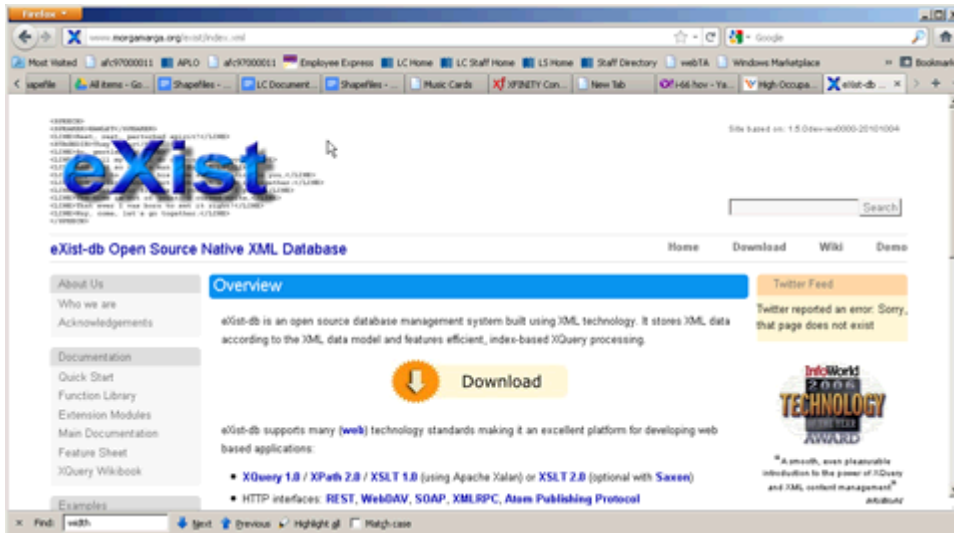 Firefox
www.morgamarga.org/exist/index.xml
Google
Most Visited afc97000011 APLO afc97000011 Employee Express LC Home LC Staff Home LS Home Staff Directory webTA Windows Marketplace Bookmarks
apefile All items - Go... Shapefiles - ... LC Document... Shapefiles - ... Music Cards XFINITY Con... New Tab I-66 hov - Ya... High-Occupa... eXist-db ...
Site based on: 1.5.0dev-rev0000-20101004
eXist
Search
eXist-db Open Source Native XML Database
Home Download Wiki Demo
About Us
Who we are
Acknowledgements
Documentation
Quick Start
Function Library
Extension Modules
Main Documentation
Feature Sheet
XQuery Wikibook
Examples
Overview
eXist-db is an open source database management system built using XML technology. It stores XML data
according to the XML data model and features efficient, index-based XQuery processing.
Download
eXist-db supports many (web) technology standards making it an excellent platform for developing web
based applications:
• XQuery 1.0 / XPath 2.0 / XSLT 1.0 (using Apache Xalan) or XSLT 2.0 (optional with Saxon)
• HTTP interfaces: REST, WebDAV, SOAP, XMLRPC, Atom Publishing Protocol
Twitter Feed
Twitter reported an error: Sorry,
that page does not exist
InfoWorld
2006
TECHNOLOGY
OF THE YEAR
AWARD
"A smooth, even pleasurable
introduction to the power of XQuery
and XML content management"
InfoWorld
Find: width Next Previous Highlight all Match case